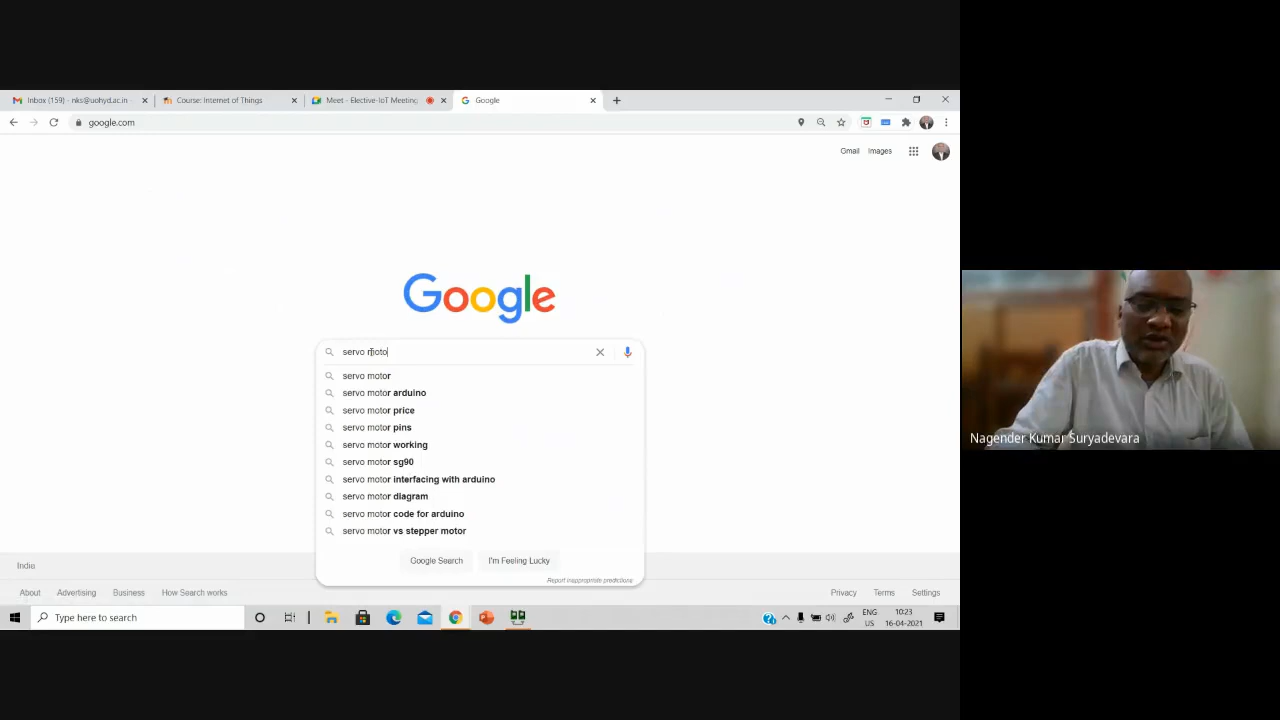 Inbox (159) - nks@uohyd.ac.in -
Course: Internet of Things
Meet - Elective-IoT Meeting
Google
google.com
Gmail
Images
Google
servo moto
servo motor
servo motor arduino
servo motor price
servo motor pins
servo motor working
servo motor sg90
servo motor interfacing with arduino
servo motor diagram
servo motor code for arduino
servo motor vs stepper motor
Google Search
I'm Feeling Lucky
Report inappropriate predictions
India
About
Advertising
Business
How Search works
Privacy
Terms
Settings
Type here to search
ENG
US
10:23
16-04-2021
Nagender Kumar Suryadevara